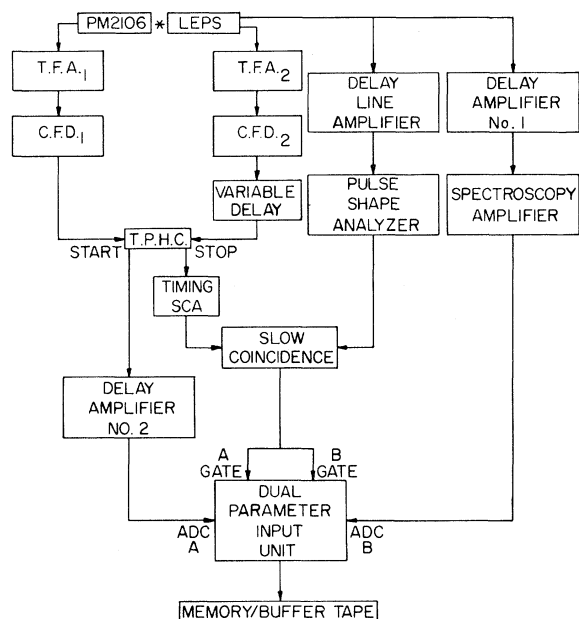 PM2106 * LEPS
T.F.A.1
T.F.A.2
DELAY
LINE
AMPLIFIER
DELAY
AMPLIFIER
No. 1
C.F.D.1
C.F.D.2
VARIABLE
DELAY
PULSE
SHAPE
ANALYZER
SPECTROSCOPY
AMPLIFIER
START
T.P.H.C.
STOP
TIMING
SCA
SLOW
COINCIDENCE
DELAY
AMPLIFIER
NO. 2
A
GATE
B
GATE
DUAL
PARAMETER
INPUT
UNIT
ADC
A
ADC
B
MEMORY/BUFFER TAPE